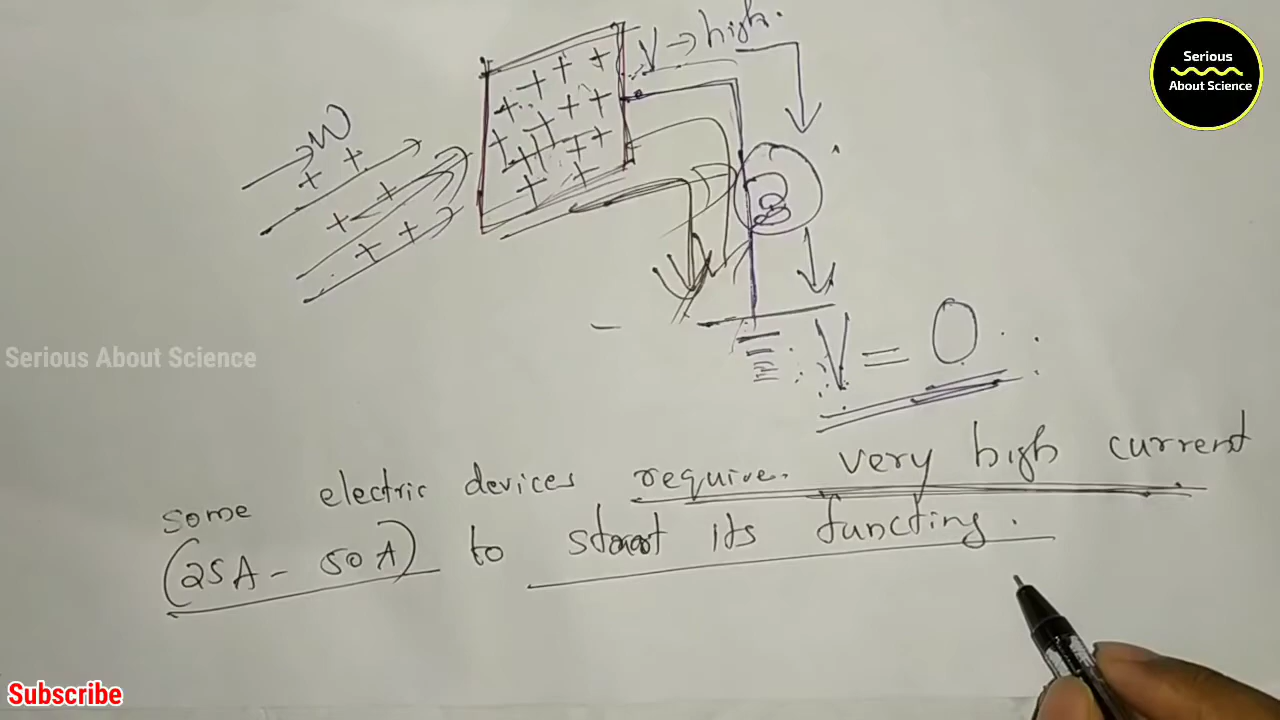 Serious
About Science
W
V → high.
V = 0
Serious About Science
some electric devices require. very high current
(25A - 50A) to start its functing.
Subscribe